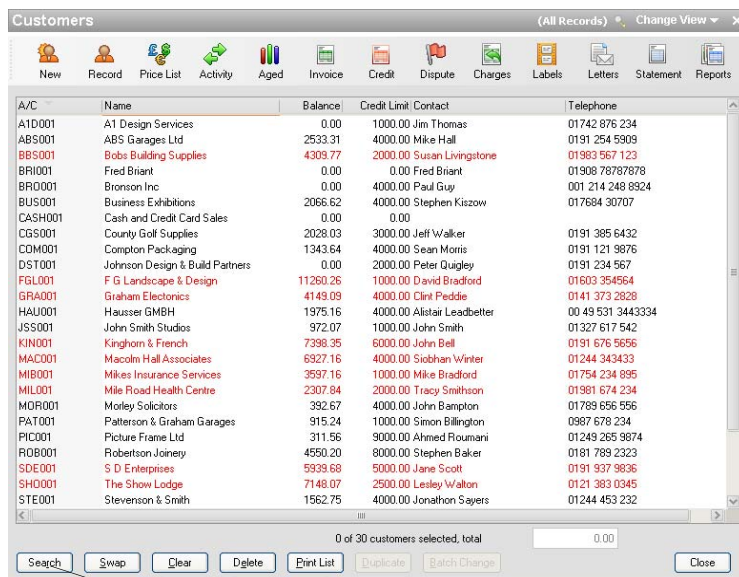 Customers (All Records) Change View
New Record Price List Activity Aged Invoice Credit Dispute Charges Labels Letters Statement Reports
A/C Name Balance Credit Limit Contact Telephone
A1D001 A1 Design Services 0.00 1000.00 Jim Thomas 01742 876 234
ABS001 ABS Garages Ltd 2533.31 4000.00 Mike Hall 0191 254 5909
BBS001 Bobs Building Supplies 4309.77 2000.00 Susan Livingstone 01983 567 123
BRI001 Fred Briant 0.00 0.00 Fred Briant 01908 78787878
BRO001 Bronson Inc 0.00 4000.00 Paul Guy 001 214 248 8924
BUS001 Business Exhibitions 2066.62 4000.00 Stephen Kiszow 017684 30707
CASH001 Cash and Credit Card Sales 0.00 0.00
CGS001 County Golf Supplies 2028.03 3000.00 Jeff Walker 0191 385 6432
COM001 Compton Packaging 1343.64 4000.00 Sean Morris 0191 121 9876
DST001 Johnson Design & Build Partners 0.00 2000.00 Peter Quigley 0191 234 567
FGL001 F G Landscape & Design 11260.26 1000.00 David Bradford 01603 354564
GRA001 Graham Electonics 4149.09 4000.00 Clint Peddie 0141 373 2828
HAU001 Hausser GMBH 1975.16 4000.00 Alistair Leadbetter 00 49 531 3443334
JSS001 John Smith Studios 972.07 1000.00 John Smith 01327 617 542
KIN001 Kinghorn & French 7398.35 6000.00 John Bell 0191 676 5656
MAC001 Macolm Hall Associates 6927.16 4000.00 Siobhan Winter 01244 343433
MIB001 Mikes Insurance Services 3597.16 1000.00 Mike Bradford 01754 234 895
MIL001 Mile Road Health Centre 2307.84 2000.00 Tracy Smithson 01981 674 234
MOR001 Morley Solicitors 392.67 4000.00 John Bampton 01789 656 556
PAT001 Patterson & Graham Garages 915.24 1000.00 Simon Billington 0987 678 234
PIC001 Picture Frame Ltd 311.56 9000.00 Ahmed Roumani 01249 265 9874
ROB001 Robertson Joinery 4550.20 8000.00 Stephen Baker 0181 789 2323
SDE001 S D Enterprises 5939.68 5000.00 Jane Scott 0191 937 9836
SHO001 The Show Lodge 7148.07 2500.00 Lesley Walton 0121 383 0345
STE001 Stevenson & Smith 1562.75 4000.00 Jonathon Sayers 01244 453 232
0 of 30 customers selected, total 0.00
Search Swap Clear Delete Print List Duplicate Batch Change Close